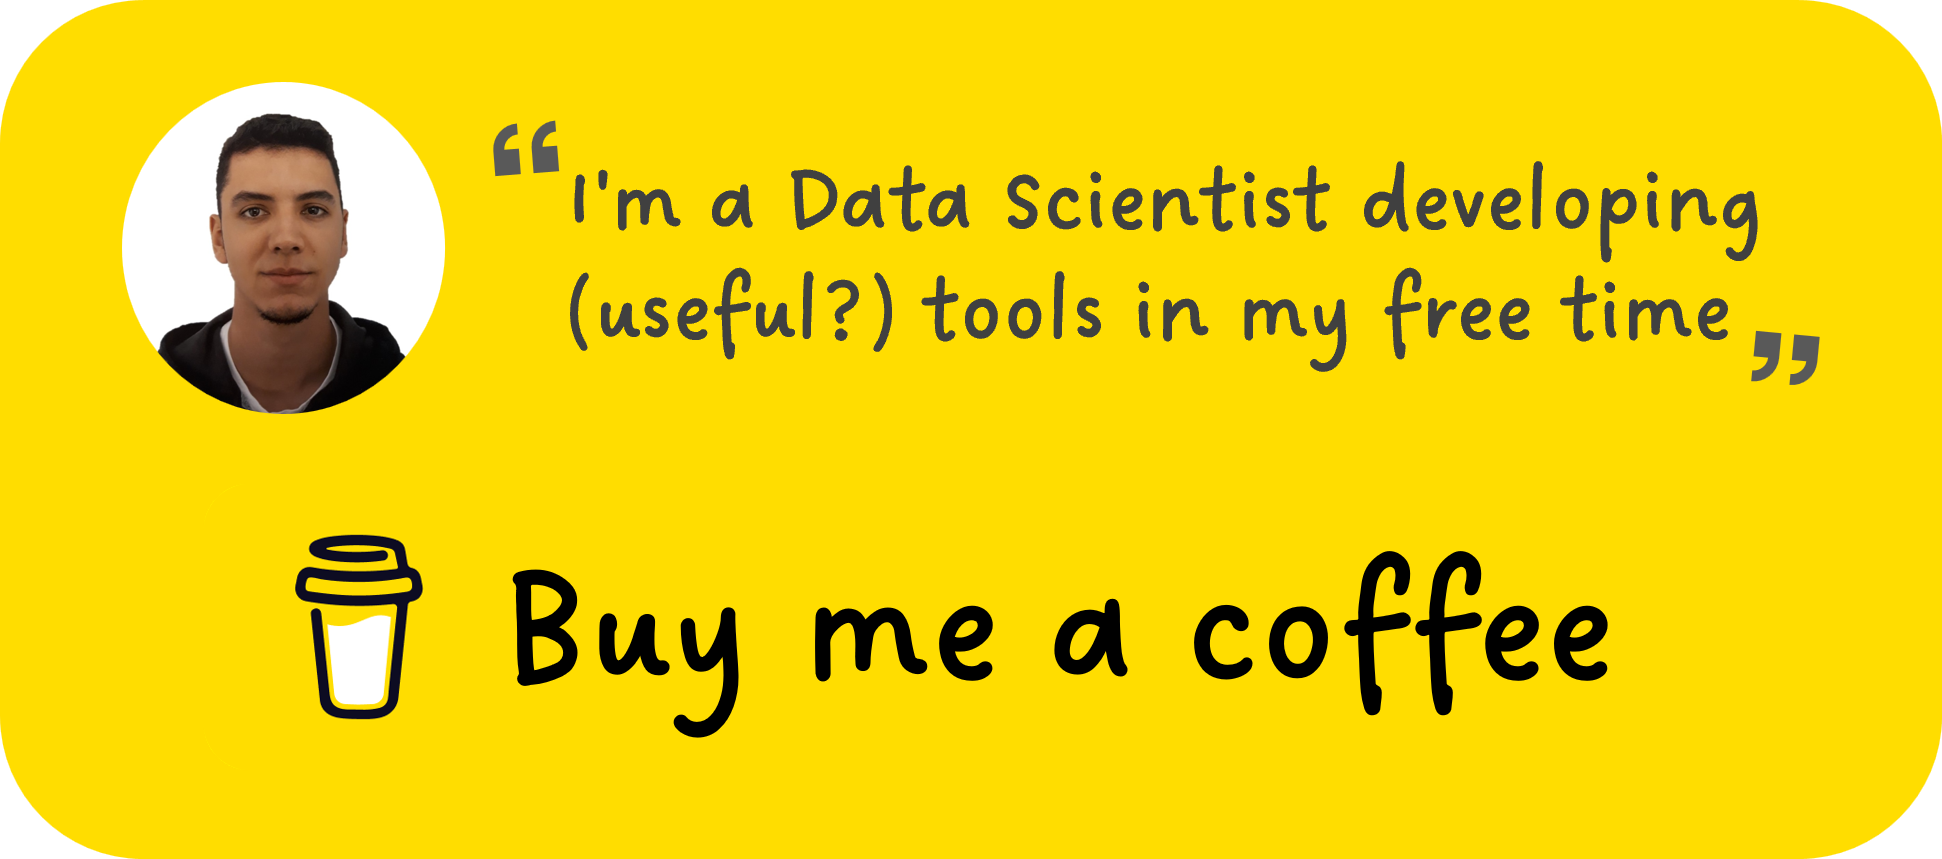 “I'm a Data Scientist developing
(useful?) tools in my free time”
Buy me a coffee